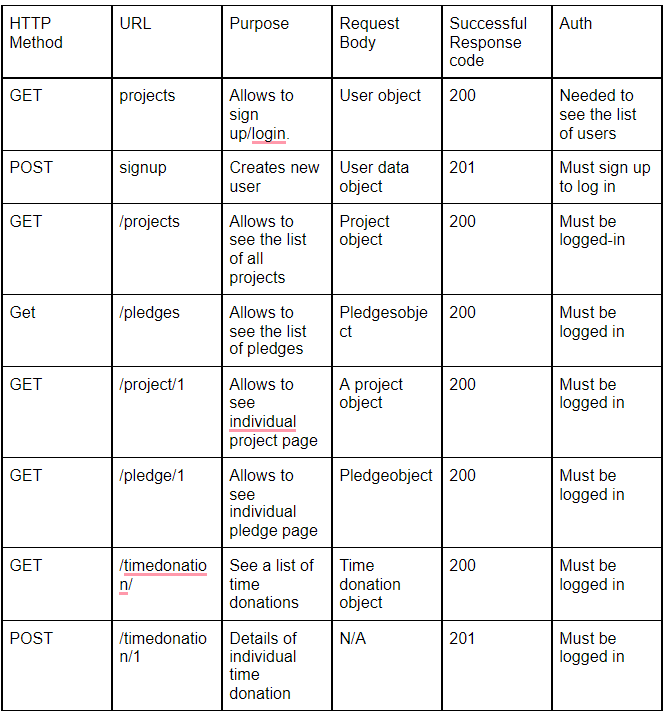 HTTP Method
URL
Purpose
Request Body
Successful Response code
Auth
GET
projects
Allows to sign up/login.
User object
200
Needed to see the list of users
POST
signup
Creates new user
User data object
201
Must sign up to log in
GET
/projects
Allows to see the list of all projects
Project object
200
Must be logged-in
Get
/pledges
Allows to see the list of pledges
Pledgesobject
200
Must be logged in
GET
/project/1
Allows to see individual project page
A project object
200
Must be logged in
GET
/pledge/1
Allows to see individual pledge page
Pledgeobject
200
Must be logged in
GET
/timedonation/
See a list of time donations
Time donation object
200
Must be logged in
POST
/timedonation/1
Details of individual time donation
N/A
201
Must be logged in